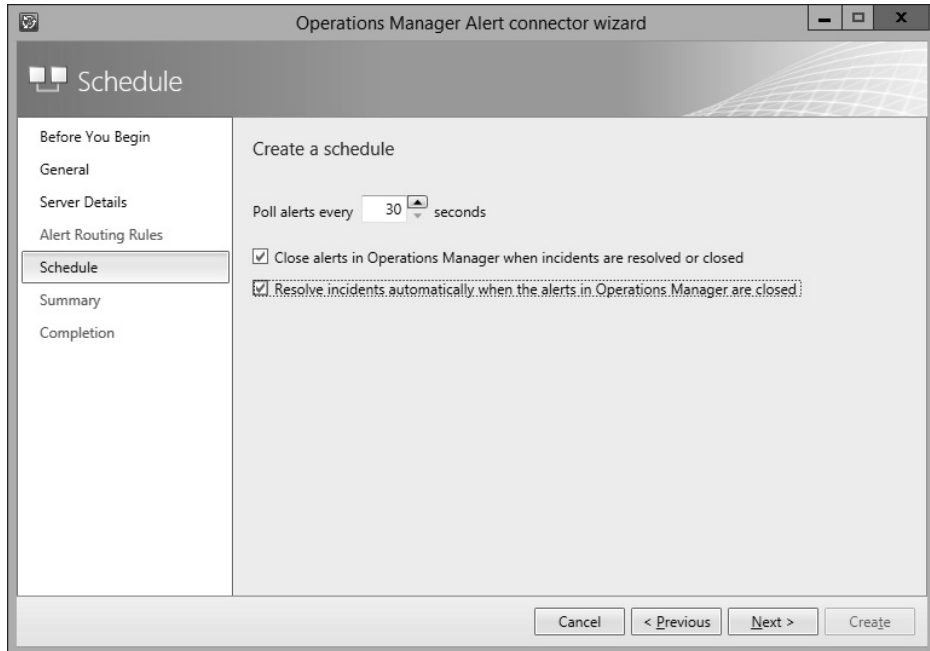 Operations Manager Alert connector wizard
Schedule
Before You Begin
General
Server Details
Alert Routing Rules
Schedule
Summary
Completion
Create a schedule
Poll alerts every 30 seconds
Close alerts in Operations Manager when incidents are resolved or closed
Resolve incidents automatically when the alerts in Operations Manager are closed
Cancel < Previous Next > Create